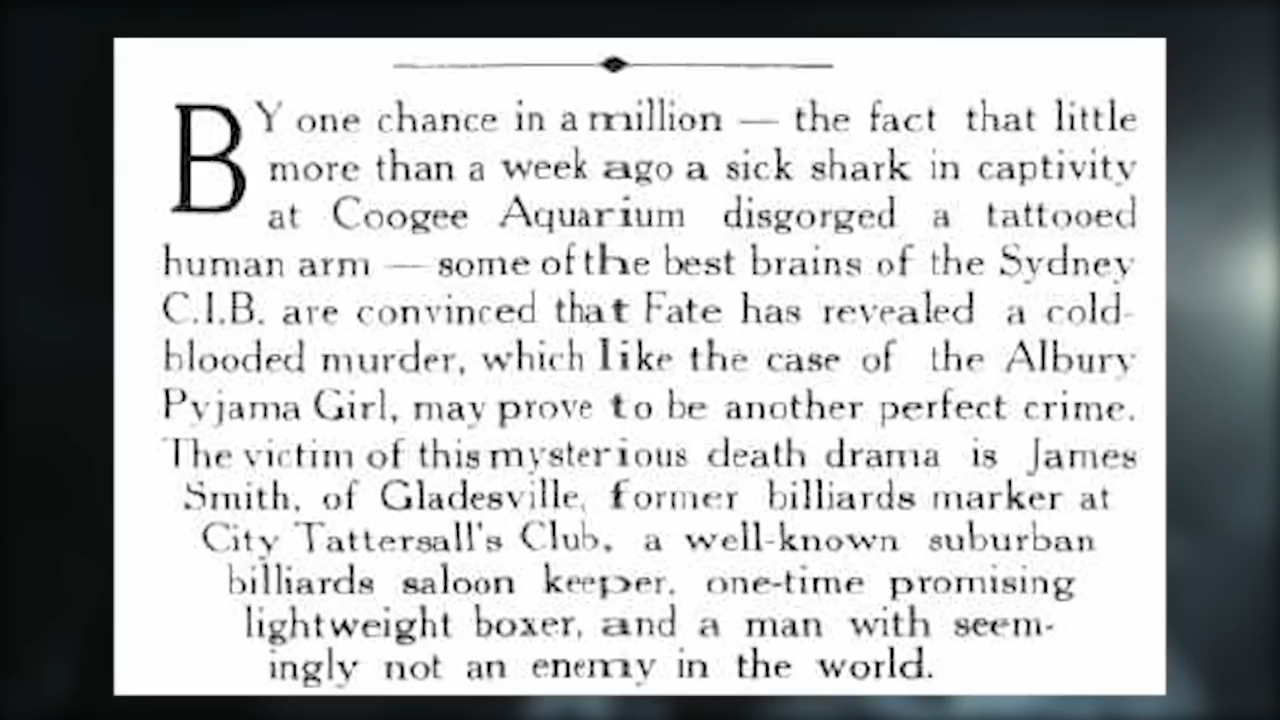 BY one chance in a million — the fact that little
more than a week ago a sick shark in captivity
at Coogee Aquarium disgorged a tattooed
human arm — some of the best brains of the Sydney
C.I.B. are convinced that Fate has revealed a cold-
blooded murder, which like the case of the Albury
Pyjama Girl, may prove to be another perfect crime.
The victim of this mysterious death drama is James
Smith, of Gladesville, former billiards marker at
City Tattersall's Club, a well-known suburban
billiards saloon keeper, one-time promising
lightweight boxer, and a man with seem-
ingly not an enemy in the world.